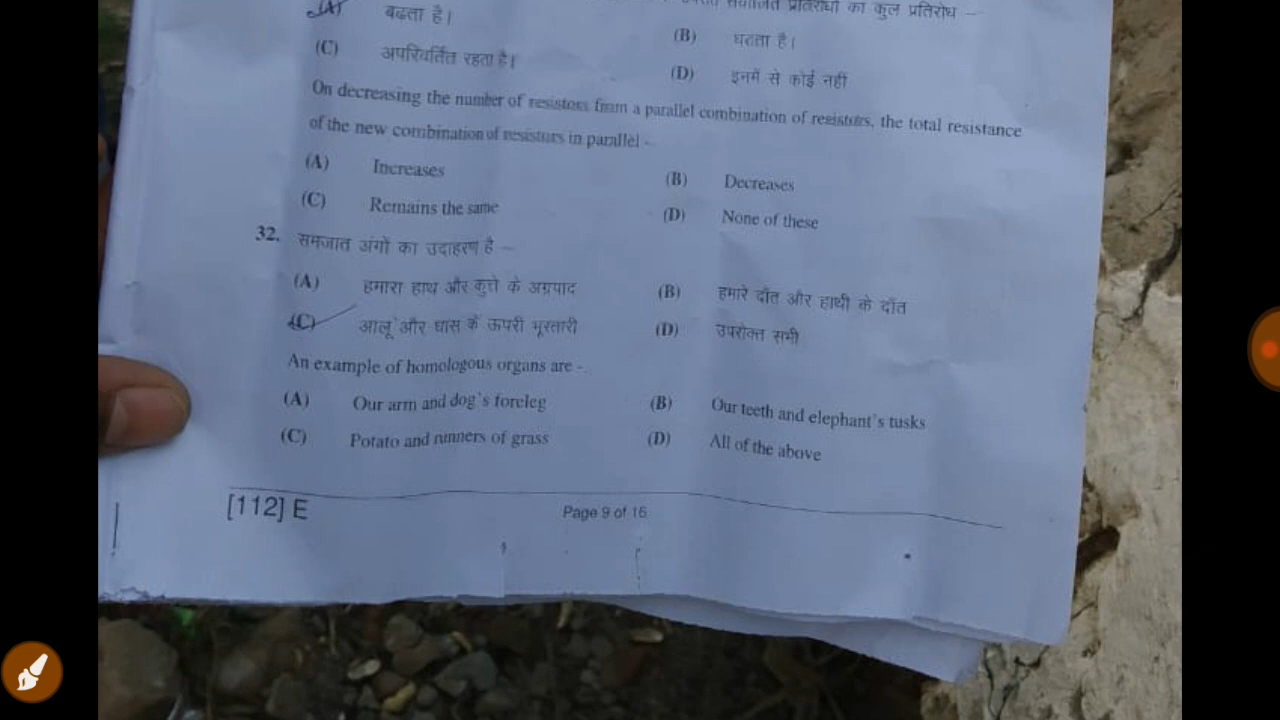 (A) बढ़ता है।
प्रतिरोधों का कुल प्रतिरोध –
(B) घटता है।
(C) अपरिवर्तित रहता है।
(D) इनमें से कोई नहीं
On decreasing the number of resistors from a parallel combination of resistors, the total resistance
of the new combination of resistors in parallel -
(A) Increases
(B) Decreases
(C) Remains the same
(D) None of these
32. समजात अंगों का उदाहरण है –
(A) हमारा हाथ और कुत्ते के अग्रपाद
(B) हमारे दाँत और हाथी के दाँत
(C) आलू और घास के ऊपरी भूस्तारी
(D) उपरोक्त सभी
An example of homologous organs are -
(A) Our arm and dog's foreleg
(B) Our teeth and elephant's tusks
(C) Potato and runners of grass
(D) All of the above
[112] E
Page 9 of 16